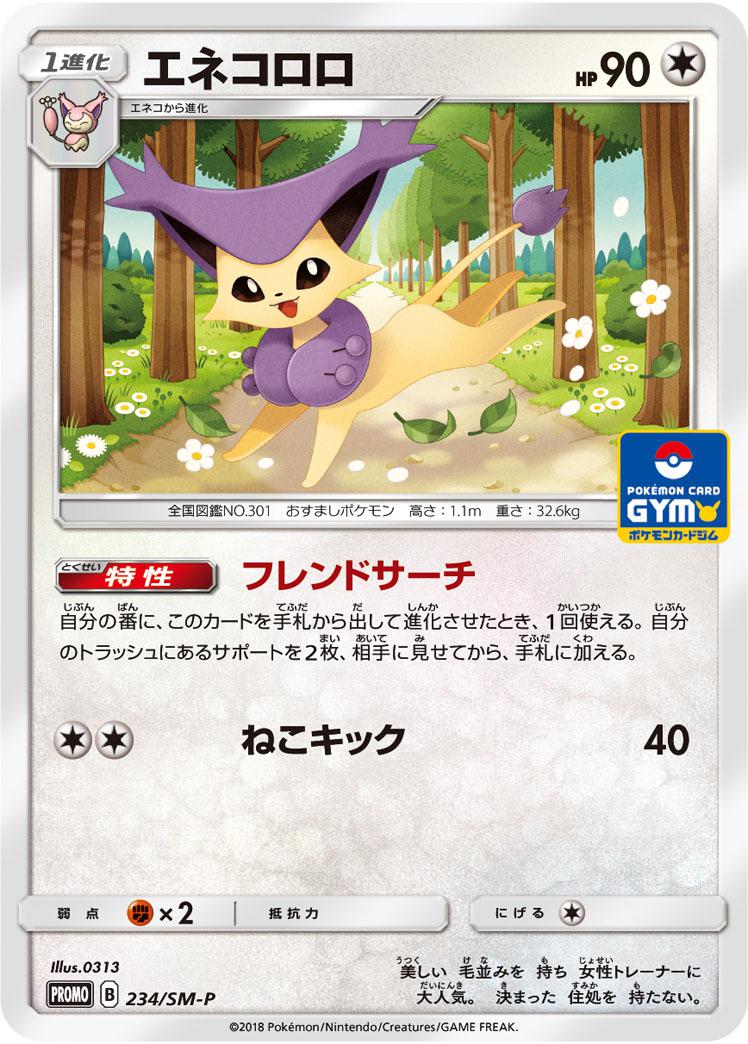 1進化
エネコロロ
HP 90
エネコから進化
全国図鑑NO.301 おすましポケモン 高さ：1.1m 重さ：32.6kg
POKÉMON CARD
GYM
ポケモンカードジム
とくせい
特性 フレンドサーチ
自分の番に、このカードを手札から出して進化させたとき、1回使える。自分
のトラッシュにあるサポートを2枚、相手に見せてから、手札に加える。
ねこキック 40
弱点 ×2 抵抗力 にげる
Illus.0313
PROMO B 234/SM-P
美しい 毛並みを 持ち 女性トレーナーに
大人気。 決まった 住処を 持たない。
©2018 Pokémon/Nintendo/Creatures/GAME FREAK.